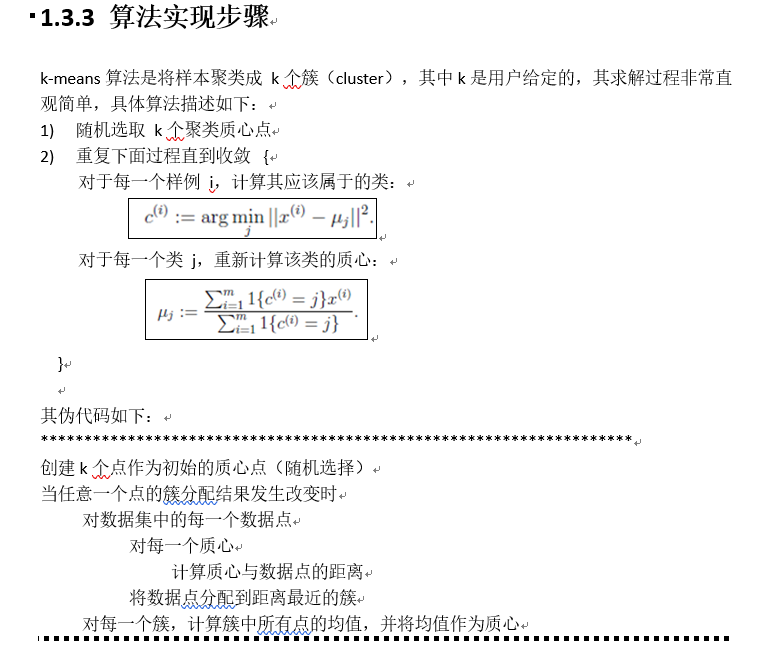 1.3.3 算法实现步骤
k-means 算法是将样本聚类成 k 个簇（cluster），其中 k 是用户给定的，其求解过程非常直
观简单，具体算法描述如下：
1) 随机选取 k 个聚类质心点
2) 重复下面过程直到收敛 {
对于每一个样例 i，计算其应该属于的类：
c^{(i)} := arg min_j ||x^{(i)} − μ_j||^2.
对于每一个类 j，重新计算该类的质心：
μ_j := \frac{∑_{i=1}^{m} 1{c^{(i)} = j}x^{(i)}}{∑_{i=1}^{m} 1{c^{(i)} = j}}.
}
其伪代码如下：
********************************************************************
创建 k 个点作为初始的质心点（随机选择）
当任意一个点的簇分配结果发生改变时
对数据集中的每一个数据点
对每一个质心
计算质心与数据点的距离
将数据点分配到距离最近的簇
对每一个簇，计算簇中所有点的均值，并将均值作为质心